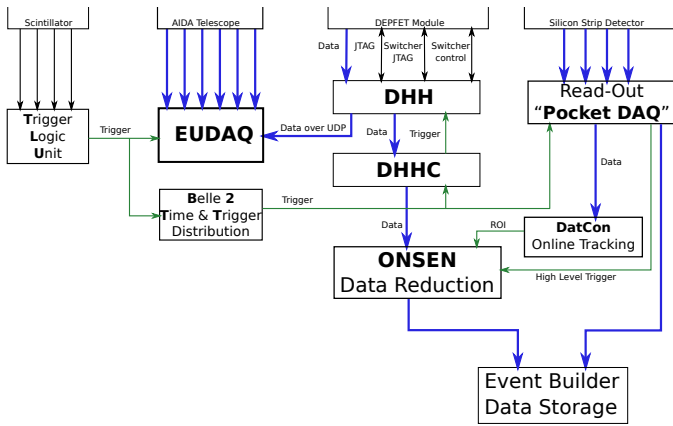 Scintillator
AIDA Telescope
DEPFET Module
Silicon Strip Detector
Data
JTAG
Switcher
JTAG
Switcher
control
DHH
Read-Out
“Pocket DAQ”
Trigger
Logic
Unit
Trigger
EUDAQ
Data over UDP
Data
Trigger
DHHC
Data
Belle 2
Time & Trigger
Distribution
Trigger
Data
ROI
DatCon
Online Tracking
ONSEN
Data Reduction
High Level Trigger
Event Builder
Data Storage